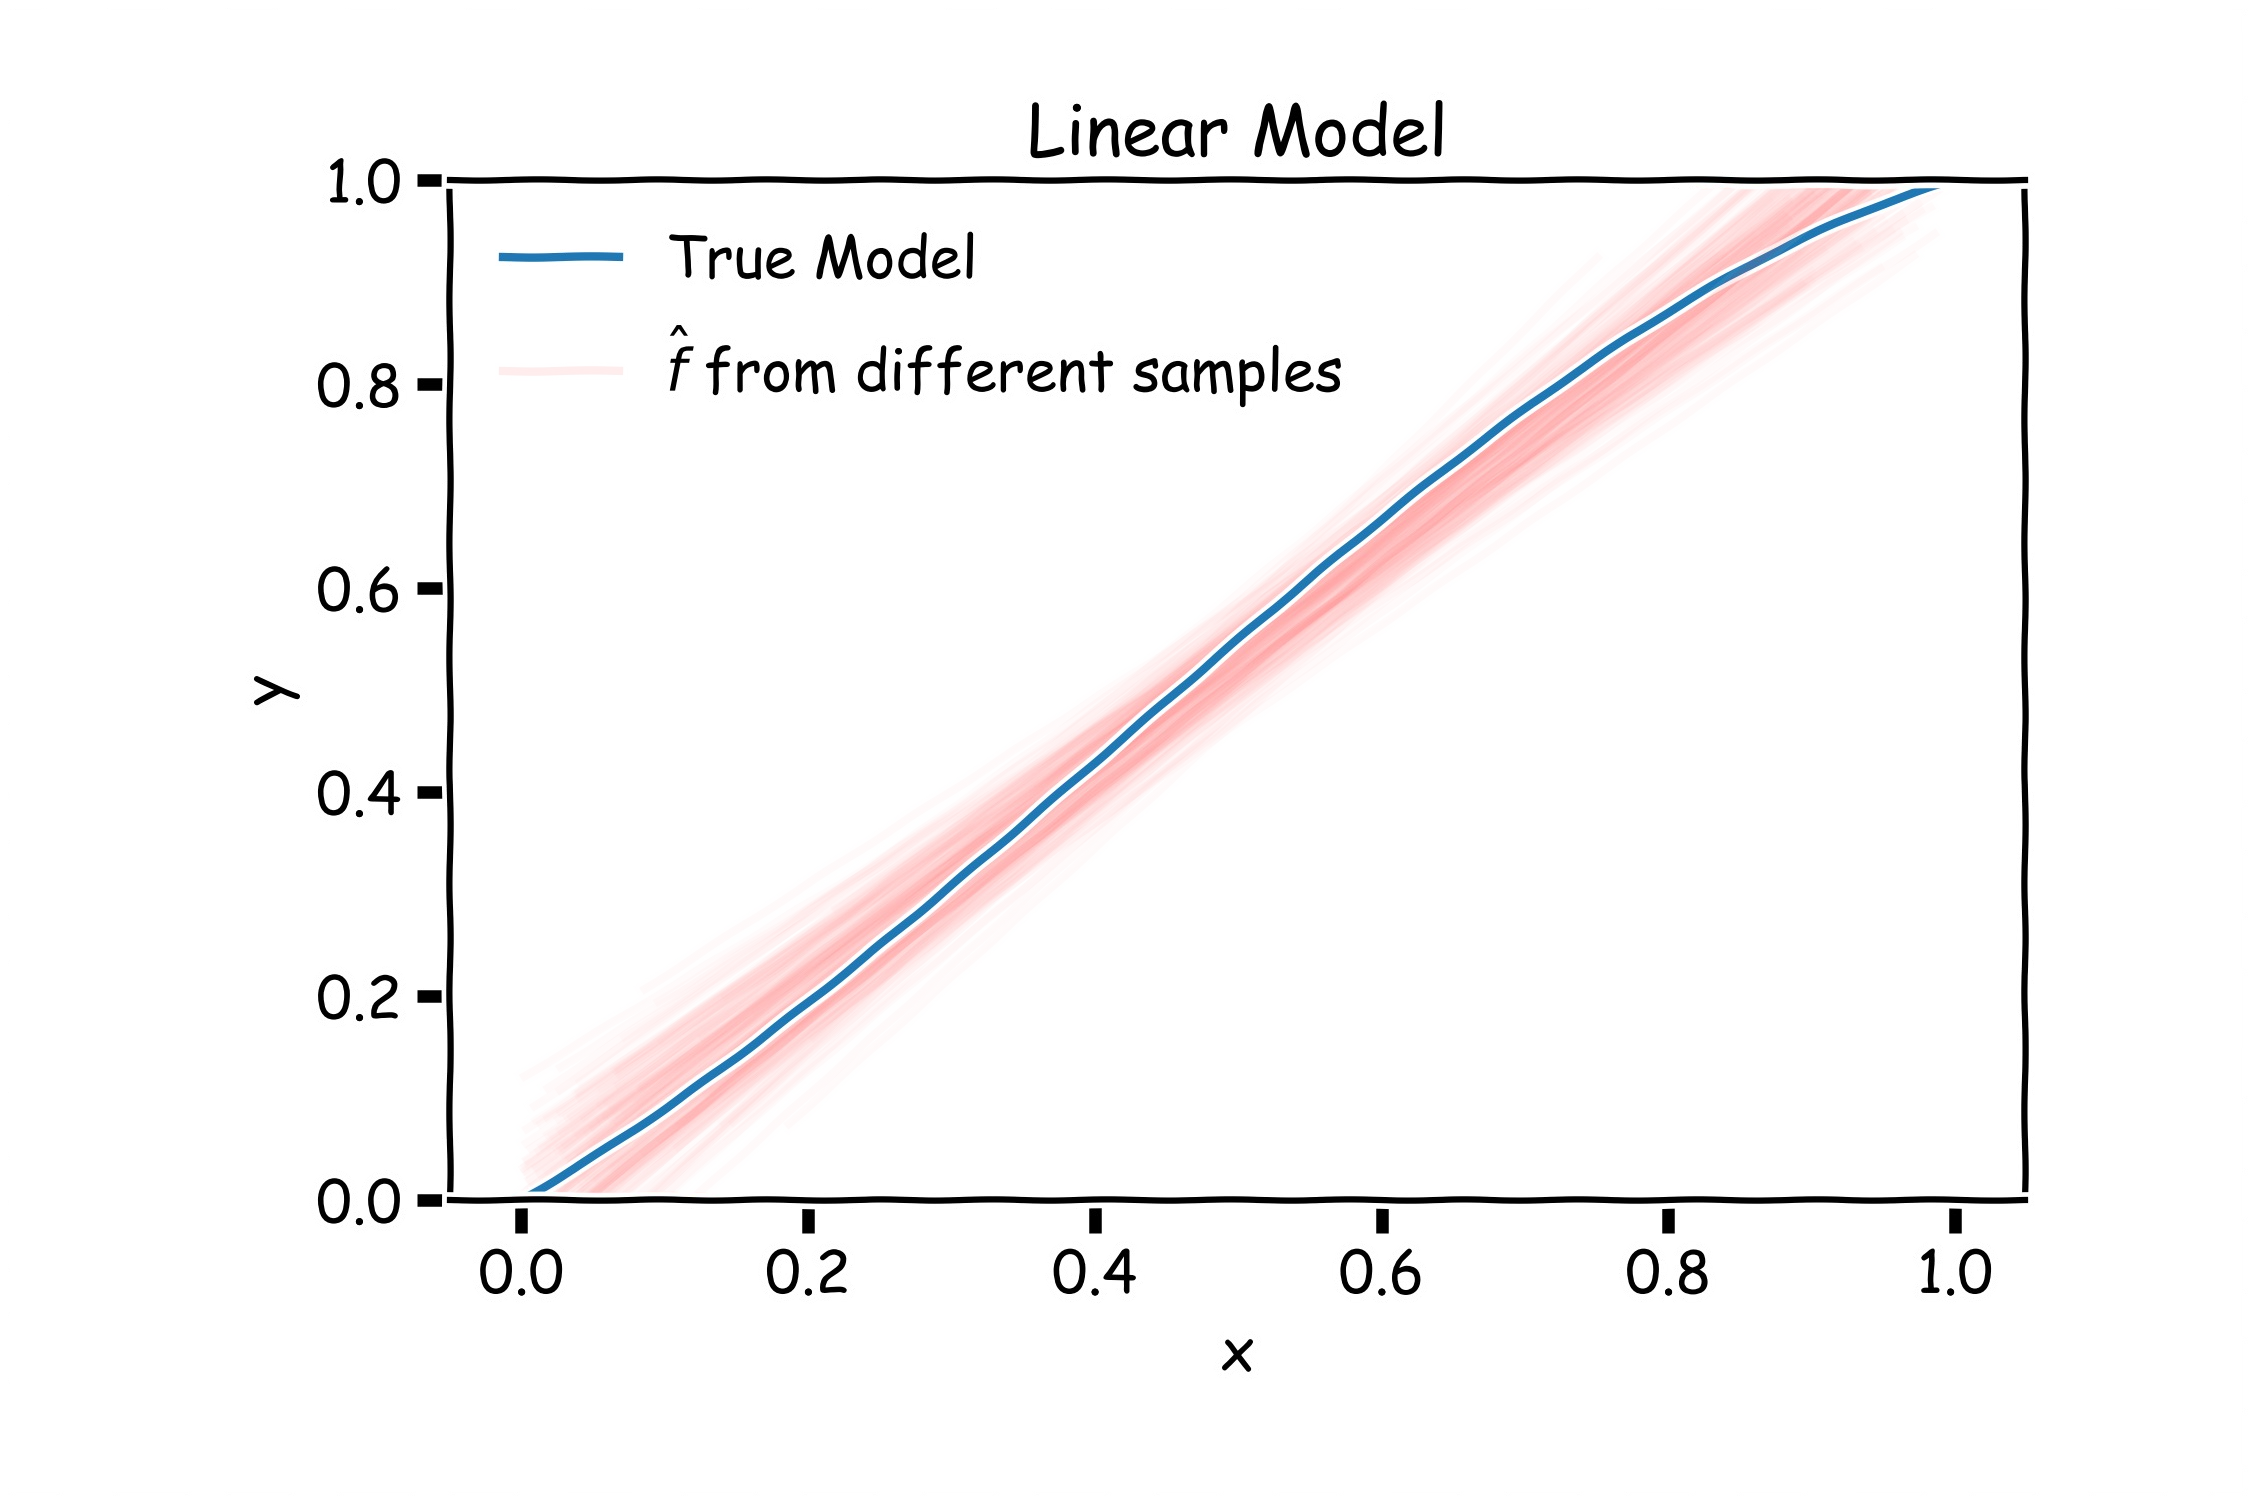 Linear Model
True Model
f̂ from different samples
y
1.0
0.8
0.6
0.4
0.2
0.0
0.0 0.2 0.4 0.6 0.8 1.0
x